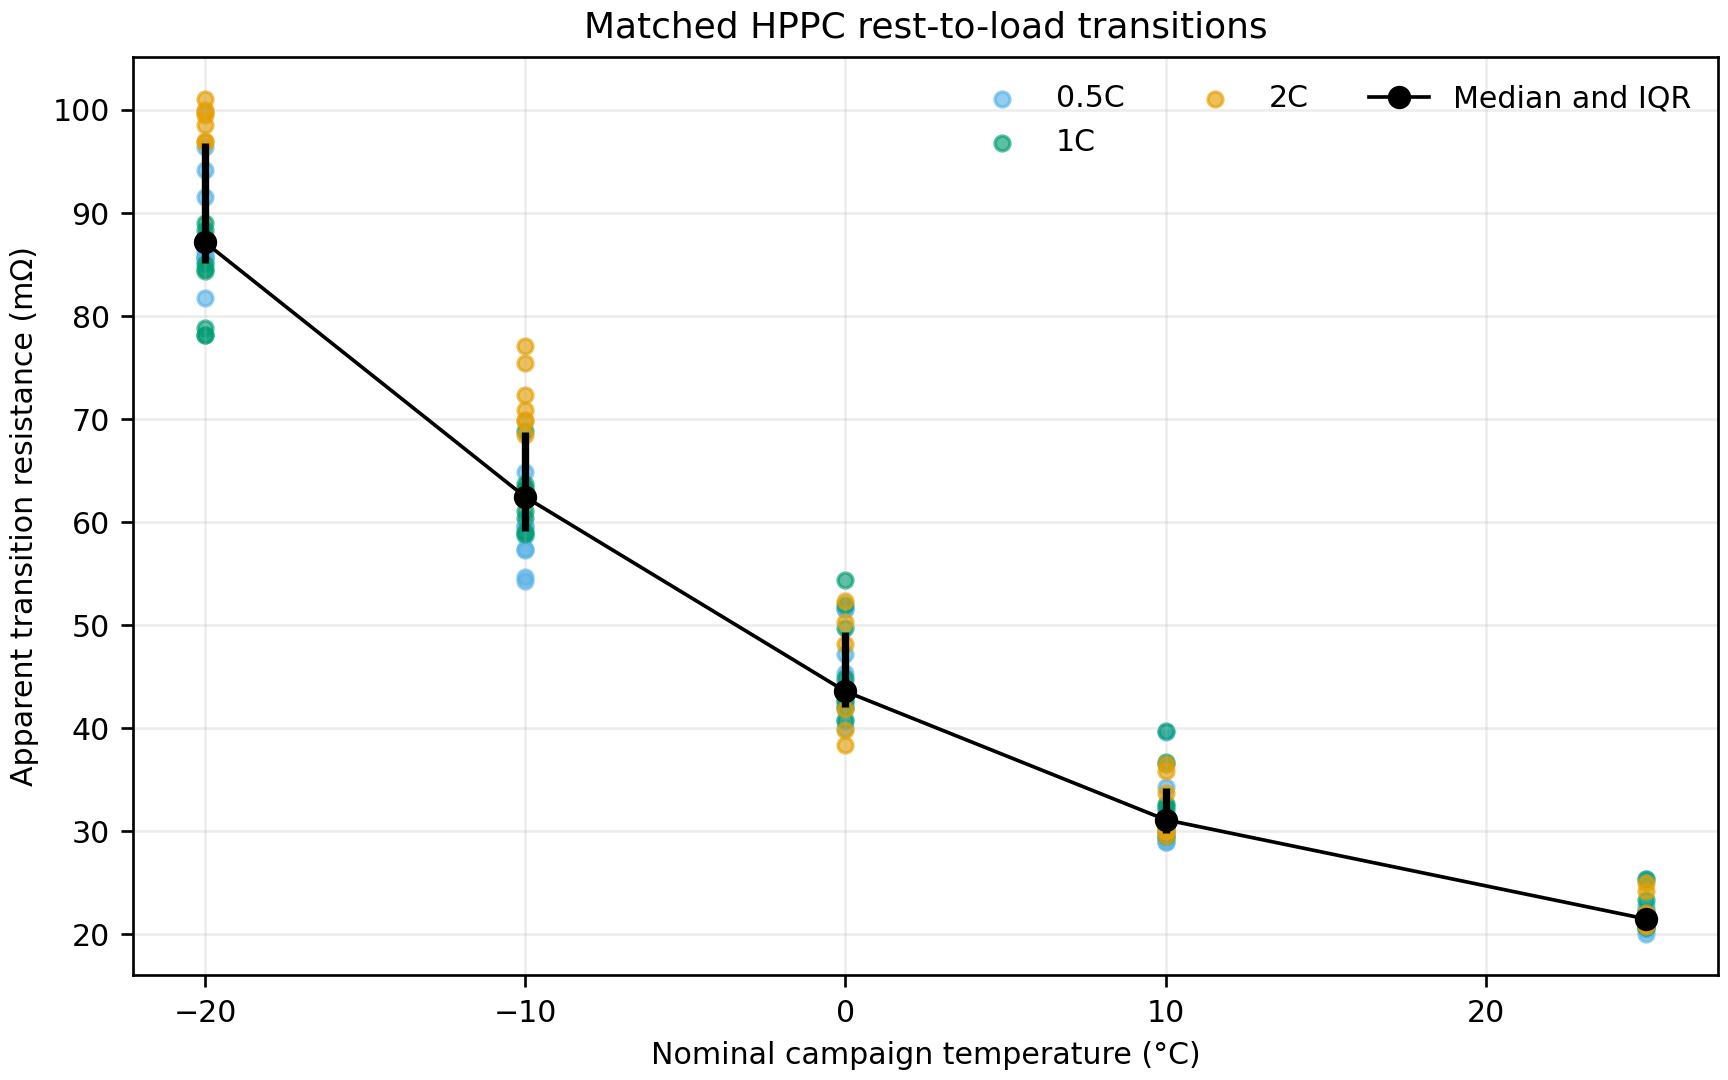 Matched HPPC rest-to-load transitions
0.5C
2C
Median and IQR
1C
Apparent transition resistance (mΩ)
100
90
80
70
60
50
40
30
20
−20
−10
0
10
20
Nominal campaign temperature (°C)